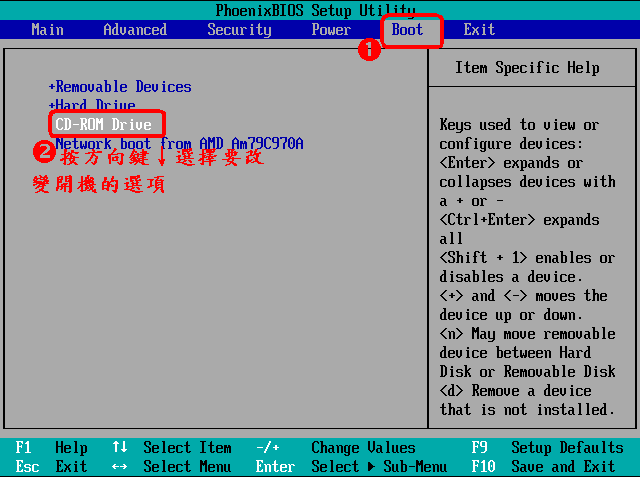 PhoenixBIOS Setup Utility
Main Advanced Security Power Boot Exit
1
Item Specific Help
+Removable Devices
+Hard Drive
CD-ROM Drive
Network boot from AMD Am79C970A
2 按方向鍵↓選擇要改
變開機的選項
Keys used to view or
configure devices:
<Enter> expands or
collapses devices with
a + or -
<Ctrl+Enter> expands
all
<Shift + 1> enables or
disables a device.
<+> and <-> moves the
device up or down.
<n> May move removable
device between Hard
Disk or Removable Disk
<d> Remove a device
that is not installed.
F1 Help ↑↓ Select Item -/+ Change Values F9 Setup Defaults
Esc Exit ↔ Select Menu Enter Select ▶ Sub-Menu F10 Save and Exit